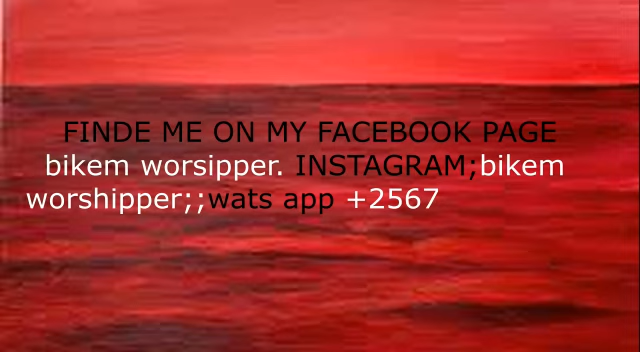 FINDE ME ON MY FACEBOOK PAGE
bikem worsipper. INSTAGRAM;bikem
worshipper;;wats app +2567